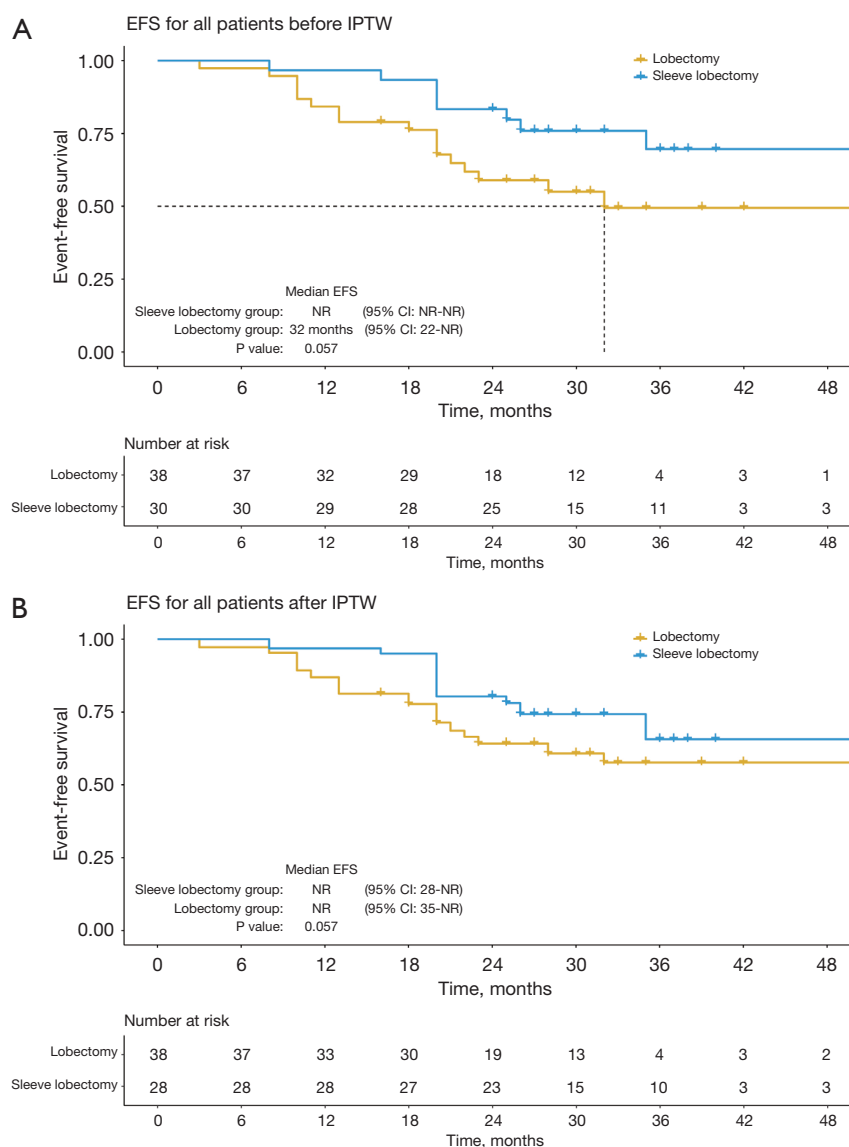 A
EFS for all patients before IPTW
Lobectomy
Sleeve lobectomy
1.00
0.75
0.50
0.25
0.00
Event-free survival
Median EFS
Sleeve lobectomy group: NR (95% CI: NR-NR)
Lobectomy group: 32 months (95% CI: 22-NR)
P value: 0.057
0 6 12 18 24 30 36 42 48
Time, months
Number at risk
Lobectomy 38 37 32 29 18 12 4 3 1
Sleeve lobectomy 30 30 29 28 25 15 11 3 3
0 6 12 18 24 30 36 42 48
Time, months
B
EFS for all patients after IPTW
Lobectomy
Sleeve lobectomy
1.00
0.75
0.50
0.25
0.00
Event-free survival
Median EFS
Sleeve lobectomy group: NR (95% CI: 28-NR)
Lobectomy group: NR (95% CI: 35-NR)
P value: 0.057
0 6 12 18 24 30 36 42 48
Time, months
Number at risk
Lobectomy 38 37 33 30 19 13 4 3 2
Sleeve lobectomy 28 28 28 27 23 15 10 3 3
0 6 12 18 24 30 36 42 48
Time, months